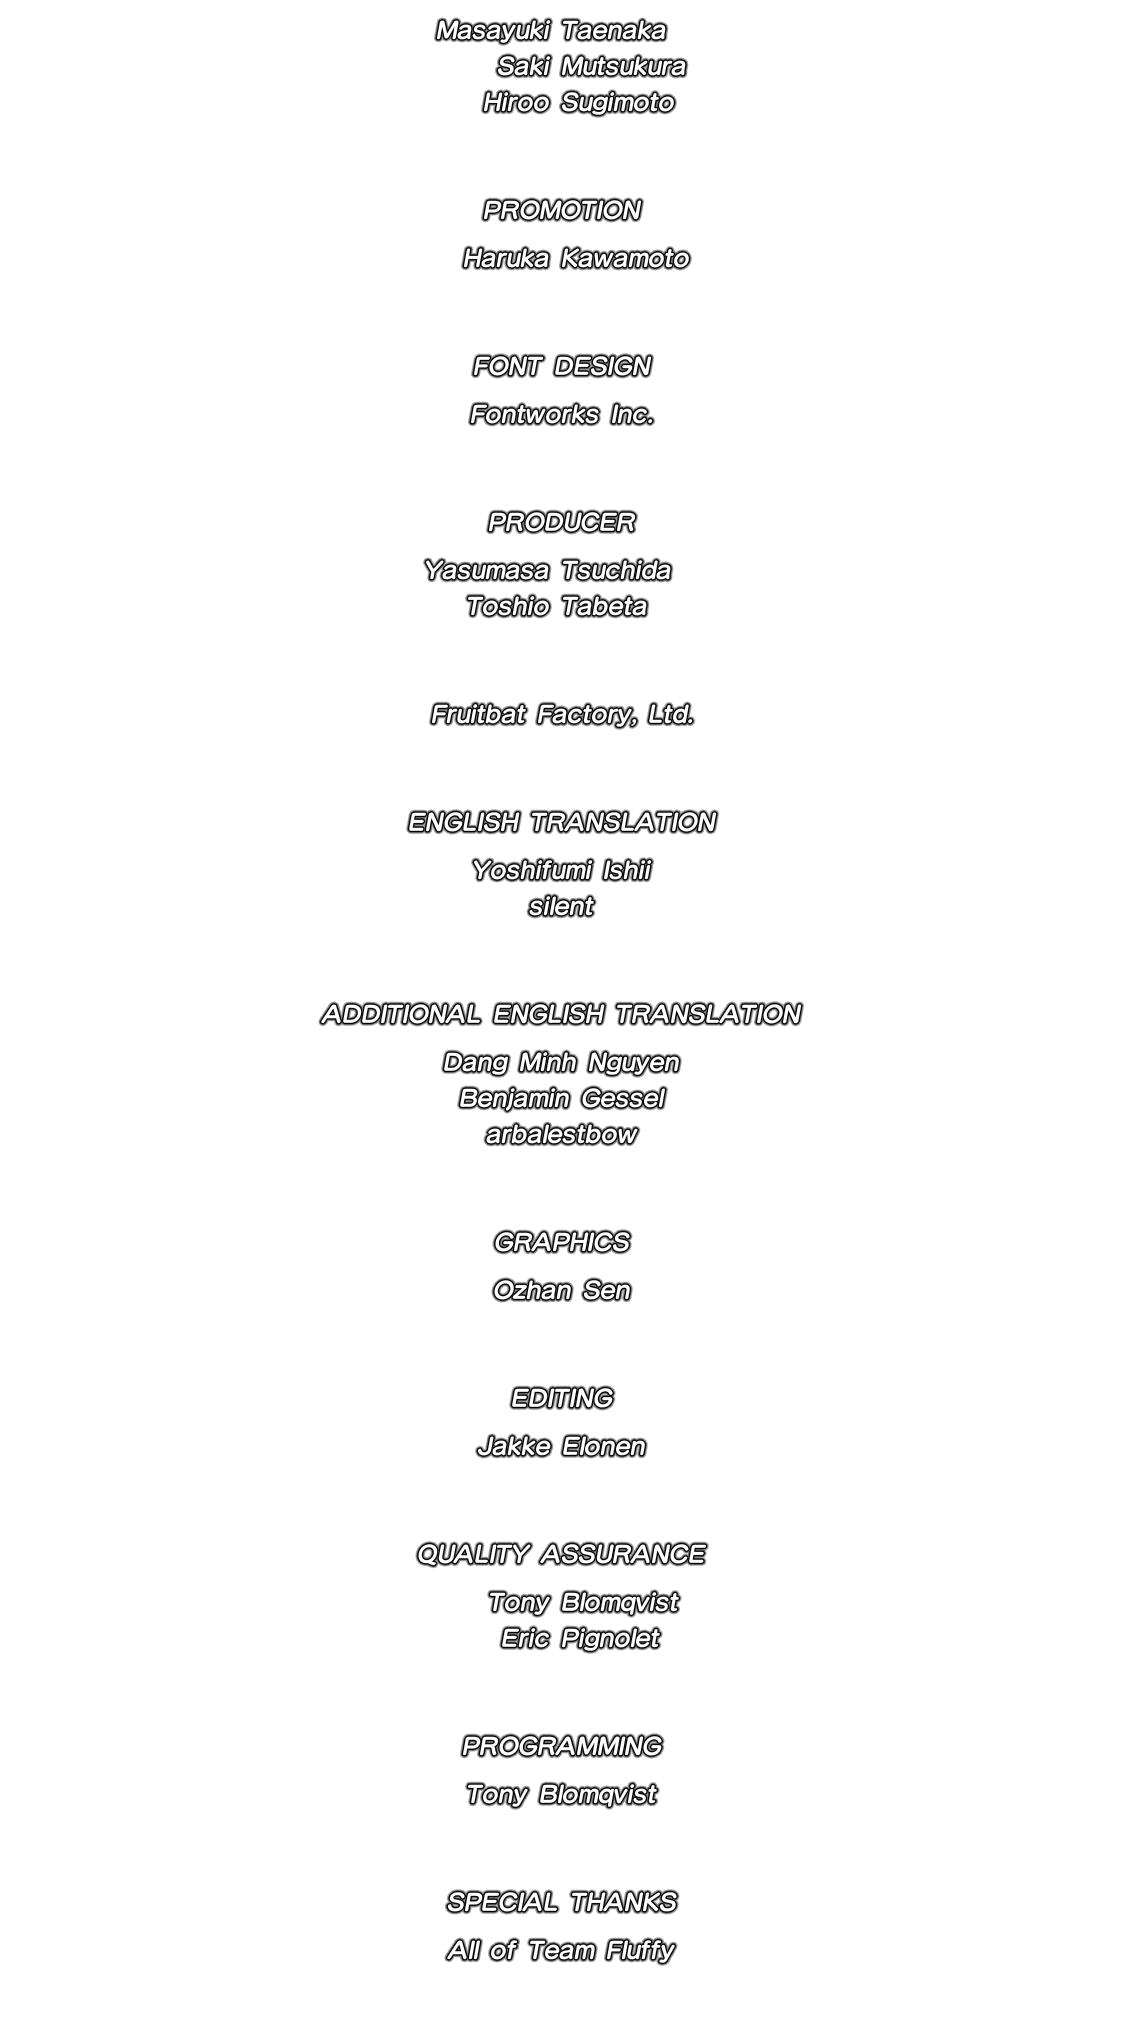 Masayuki Taenaka
Saki Mutsukura
Hiroo Sugimoto
PROMOTION
Haruka Kawamoto
FONT DESIGN
Fontworks Inc.
PRODUCER
Yasumasa Tsuchida
Toshio Tabeta
Fruitbat Factory, Ltd.
ENGLISH TRANSLATION
Yoshifumi Ishii
silent
ADDITIONAL ENGLISH TRANSLATION
Dang Minh Nguyen
Benjamin Gessel
arbalestbow
GRAPHICS
Ozhan Sen
EDITING
Jakke Elonen
QUALITY ASSURANCE
Tony Blomqvist
Eric Pignolet
PROGRAMMING
Tony Blomqvist
SPECIAL THANKS
All of Team Fluffy